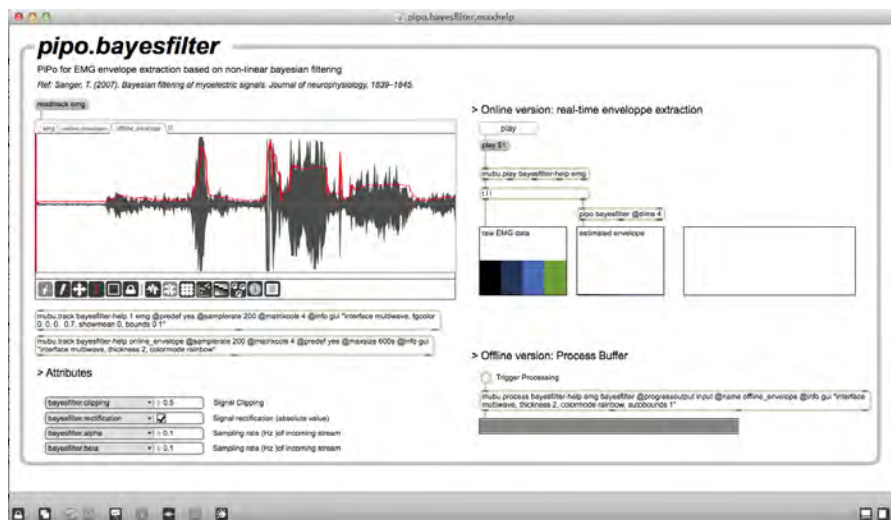 pipo.bayesfilter.maxhelp
pipo.bayesfilter
PiPo for EMG envelope extraction based on non-linear bayesian filtering
Ref: Sanger, T. (2007). Bayesian filtering of myoelectric signals. Journal of neurophysiology, 1839–1845.
readtrack emg
emg
offline_envelope
mubu.track bayesfilter-help 1 emg @predef yes @samplerate 200 @matrixcols 4 @info gui "interface multiwave, fgcolor
0. 0. 0. 0.7, showmean 0, bounds 0 1"
mubu.track bayesfilter-help online_envelope @samplerate 200 @matrixcols 4 @predef yes @maxsize 600s @info gui
"interface multiwave, thickness 2, colormode rainbow"
> Attributes
bayesfilter.clipping 0.5 Signal Clipping
bayesfilter.rectification Signal rectification (absolute value)
bayesfilter.alpha 0.1 Sampling rate (Hz )of incoming stream
bayesfilter.beta 0.1 Sampling rate (Hz )of incoming stream
> Online version: real-time enveloppe extraction
play
play $1
mubu.play bayesfilter-help emg
pipo bayesfilter @dims 4
raw EMG data
estimated envelope
> Offline version: Process Buffer
Trigger Processing
mubu.process bayesfilter-help emg bayesfilter @progressoutput input @name offline_envelope @info gui "interface
multiwave, thickness 2, colormode rainbow, autobounds 1"